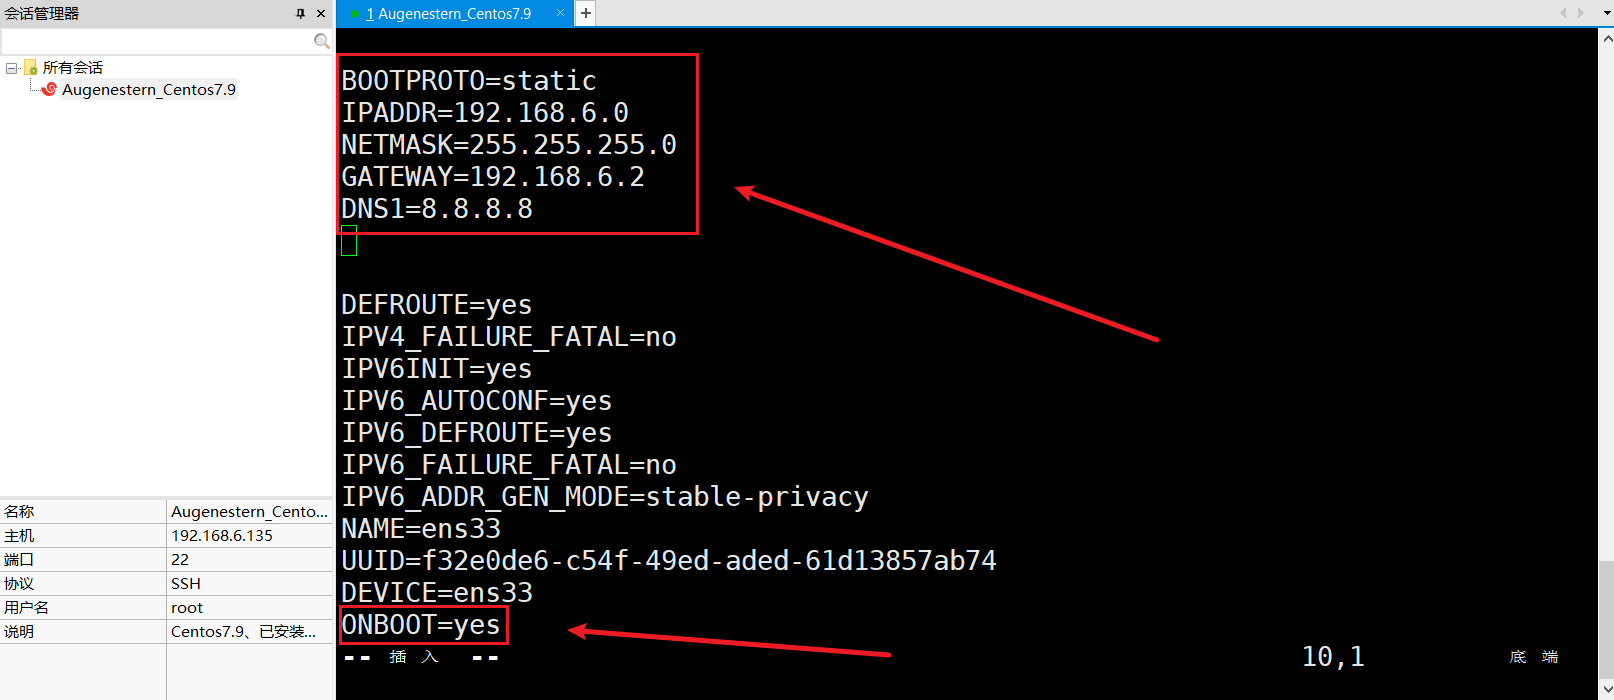 会话管理器
1 Augenestern_Centos7.9
所有会话
Augenestern_Centos7.9
BOOTPROTO=static
IPADDR=192.168.6.0
NETMASK=255.255.255.0
GATEWAY=192.168.6.2
DNS1=8.8.8.8
DEFROUTE=yes
IPV4_FAILURE_FATAL=no
IPV6INIT=yes
IPV6_AUTOCONF=yes
IPV6_DEFROUTE=yes
IPV6_FAILURE_FATAL=no
IPV6_ADDR_GEN_MODE=stable-privacy
NAME=ens33
UUID=f32e0de6-c54f-49ed-aded-61d13857ab74
DEVICE=ens33
ONBOOT=yes
-- 插入 -- 10,1 底端
名称 Augenestern_Cento...
主机 192.168.6.135
端口 22
协议 SSH
用户名 root
说明 Centos7.9、已安装...